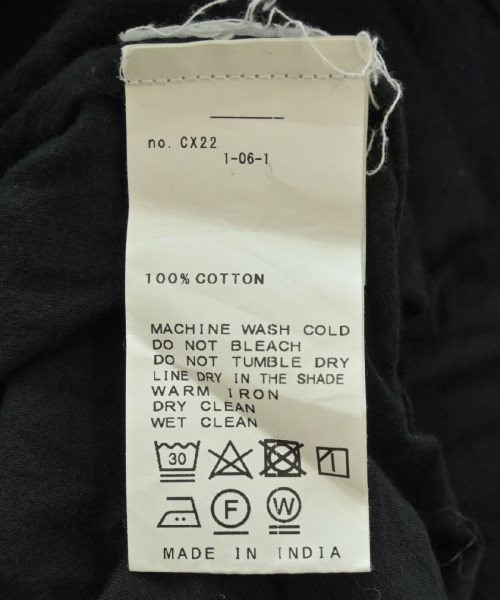 no. CX22
1-06-1
100% COTTON
MACHINE WASH COLD
DO NOT BLEACH
DO NOT TUMBLE DRY
LINE DRY IN THE SHADE
WARM IRON
DRY CLEAN
WET CLEAN
30
F W
MADE IN INDIA